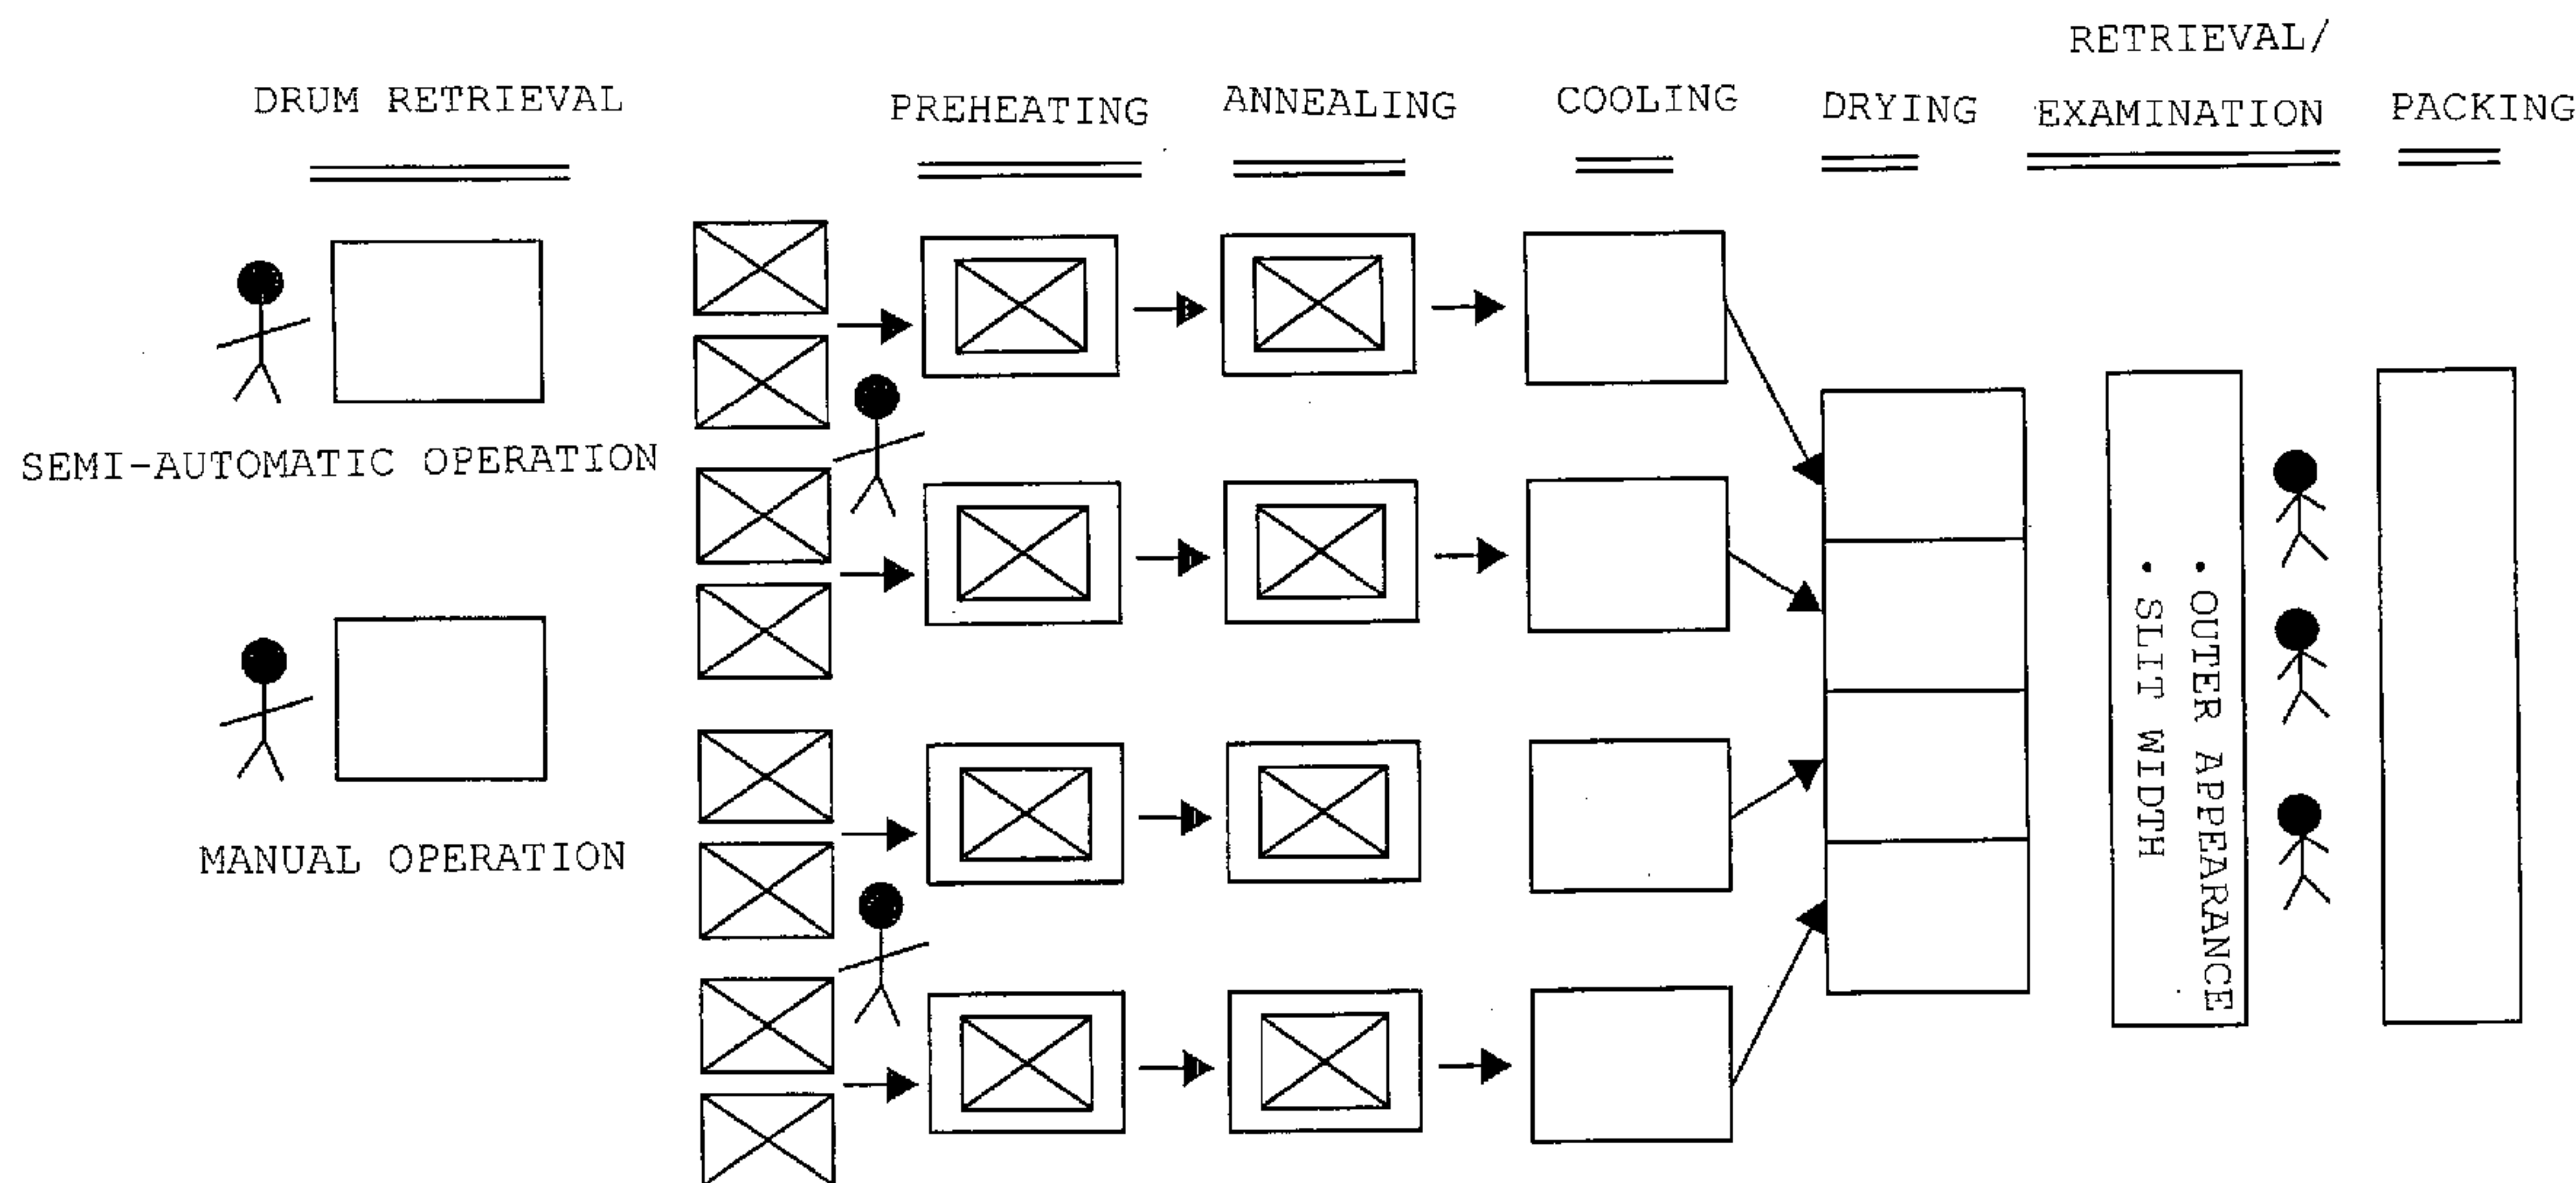 DRUM RETRIEVAL
PREHEATING
ANNEALING
COOLING
DRYING
RETRIEVAL/
EXAMINATION
PACKING
SEMI-AUTOMATIC OPERATION
MANUAL OPERATION
• OUTER APPEARANCE
• SLIT WIDTH